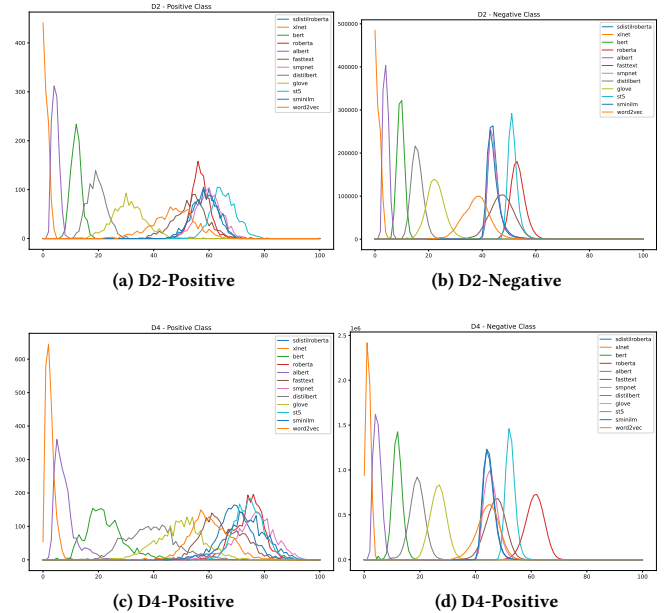 D2 - Positive Class
400
300
200
100
0
0
20
40
60
80
100
sdistilroberta
xlnet
bert
roberta
albert
fasttext
smpnet
distilbert
glove
st5
sminilm
word2vec
(a) D2-Positive
D2 - Negative Class
500000
400000
300000
200000
100000
0
0
20
40
60
80
100
sdistilroberta
xlnet
bert
roberta
albert
fasttext
smpnet
distilbert
glove
st5
sminilm
word2vec
(b) D2-Negative
D4 - Positive Class
600
500
400
300
200
100
0
0
20
40
60
80
100
sdistilroberta
xlnet
bert
roberta
albert
fasttext
smpnet
distilbert
glove
st5
sminilm
word2vec
(c) D4-Positive
1e6
D4 - Negative Class
2.5
2.0
1.5
1.0
0.5
0.0
0
20
40
60
80
100
sdistilroberta
xlnet
bert
roberta
albert
fasttext
smpnet
distilbert
glove
st5
sminilm
word2vec
(d) D4-Positive